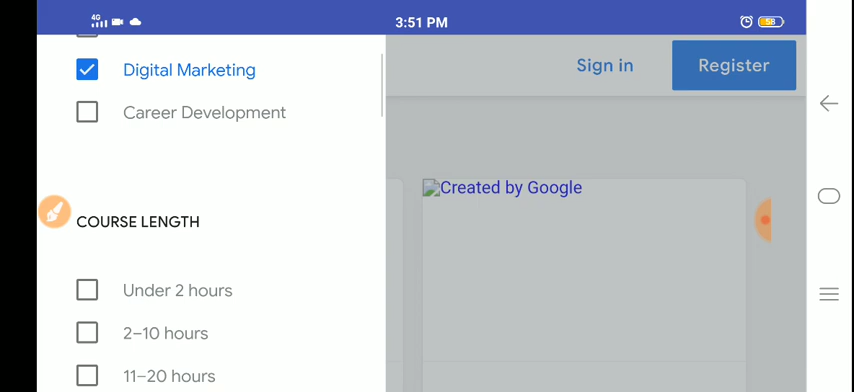 4G
3:51 PM
58
Digital Marketing
Sign in
Register
Career Development
Created by Google
COURSE LENGTH
Under 2 hours
2–10 hours
11–20 hours